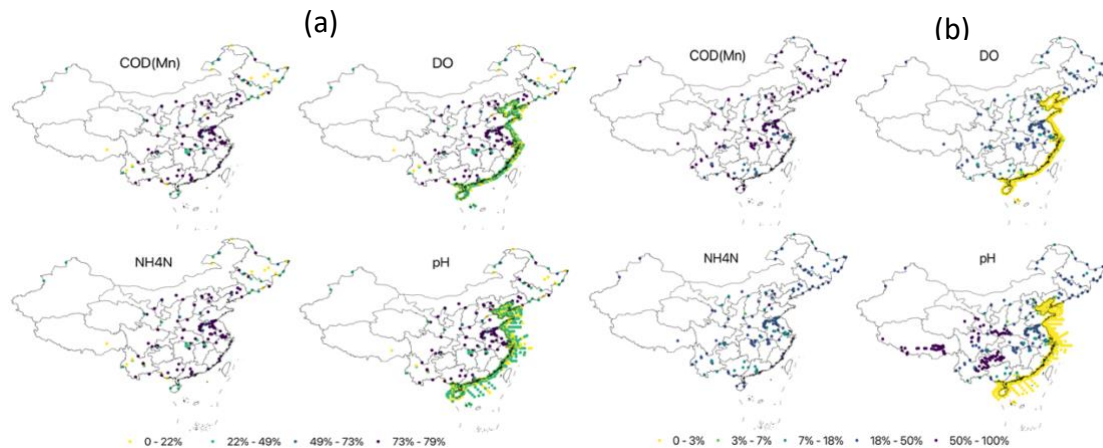 (a)
COD(Mn)
DO
NH4N
pH
0 - 22%
22% - 49%
49% - 73%
73% - 79%
(b)
COD(Mn)
DO
NH4N
pH
0 - 3%
3% - 7%
7% - 18%
18% - 50%
50% - 100%